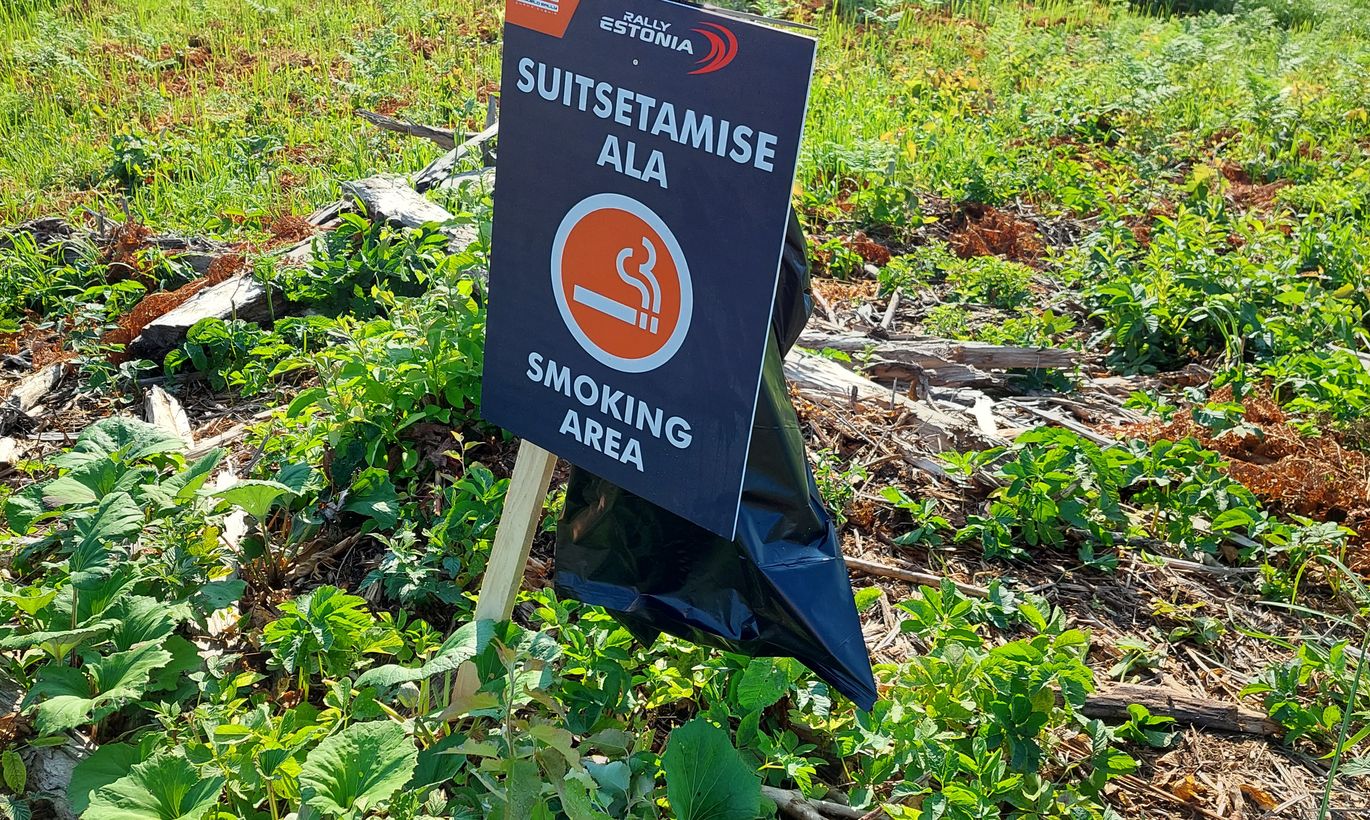 RALLY
ESTONIA
SUITSETAMISE
ALA
SMOKING
AREA